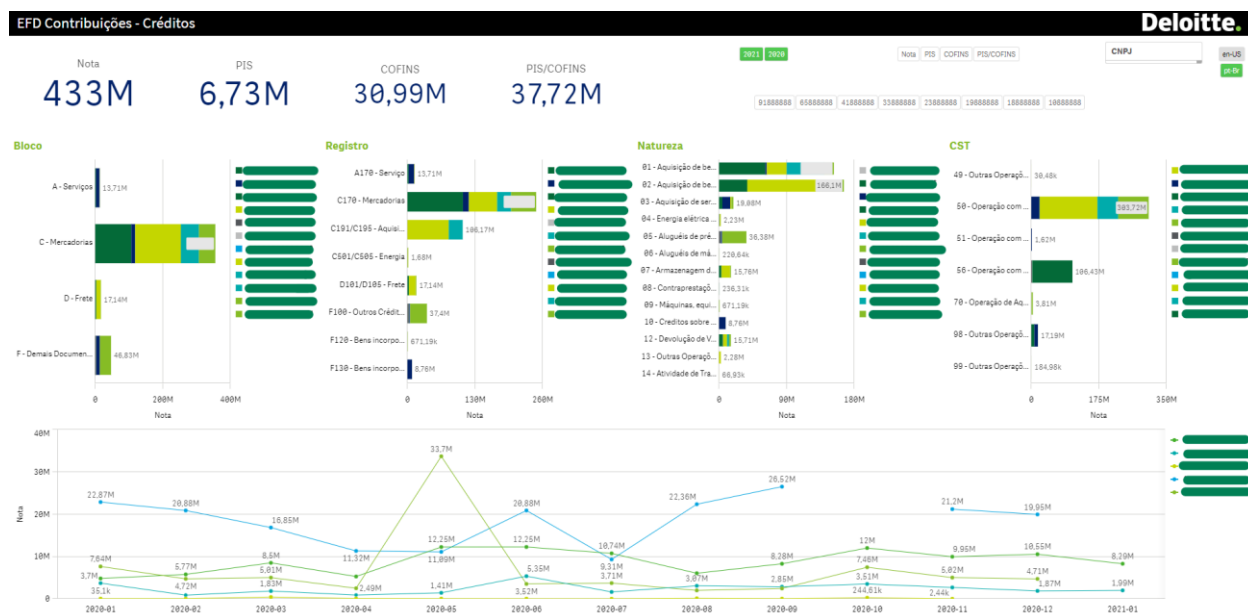 EFD Contribuições - Créditos
Deloitte.
Nota
433M
PIS
6,73M
COFINS
30,99M
PIS/COFINS
37,72M
2021 2020
Nota PIS COFINS PIS/COFINS
CNPJ
en-US
pt-Br
91888888 65888888 41888888 33888888 23888888 19888888 18888888 10888888
Bloco
A - Serviços
13,71M
C - Mercadorias
D - Frete
17,14M
F - Demais Documen...
46,83M
0 200M 400M
Nota
Registro
A170 - Serviço
13,71M
C170 - Mercadorias
C191/C195 - Aquisi...
106,17M
C501/C505 - Energia
1,68M
D101/D105 - Frete
17,14M
F100 - Outros Crédit...
37,4M
F120 - Bens incorpo...
671,19k
F130 - Bens incorpo...
8,76M
0 130M 260M
Nota
Natureza
01 - Aquisição de be...
02 - Aquisição de be...
166,1M
03 - Aquisição de ser...
04 - Energia elétrica ...
2,23M
05 - Aluguéis de pré...
36,38M
06 - Aluguéis de má...
220,64k
07 - Armazenagem d...
15,76M
08 - Contraprestaçõ...
236,31k
09 - Máquinas, equi...
671,19k
10 - Creditos sobre ...
8,76M
12 - Devolução de V...
15,71M
13 - Outras Operaçõ...
2,28M
14 - Atividade de Tra...
66,93k
0 90M 180M
Nota
CST
49 - Outras Operaçõ...
30,48k
50 - Operação com ...
303,72M
51 - Operação com ...
1,62M
56 - Operação com ...
106,43M
70 - Operação de Aq...
3,81M
98 - Outras Operaçõ...
17,19M
99 - Outras Operaçõ...
184,98k
0 175M 350M
Nota
40M
30M
20M
10M
0
Nota
33,7M
22,87M 20,88M 16,85M 11,32M 11,09M 20,88M 9,31M 22,36M 26,52M 21,2M 19,95M
5,77M 8,5M 12,25M 12,25M 10,74M 8,28M 12M 9,95M 10,55M 8,29M
7,64M 4,72M 5,01M 2,49M 3,52M 3,71M 7,46M 5,02M 4,71M
3,7M 1,83M 1,41M 5,35M 3,07M 2,85M 3,51M 1,87M 1,99M
35,1k 244,61k 2,44k
2020-01 2020-02 2020-03 2020-04 2020-05 2020-06 2020-07 2020-08 2020-09 2020-10 2020-11 2020-12 2021-01